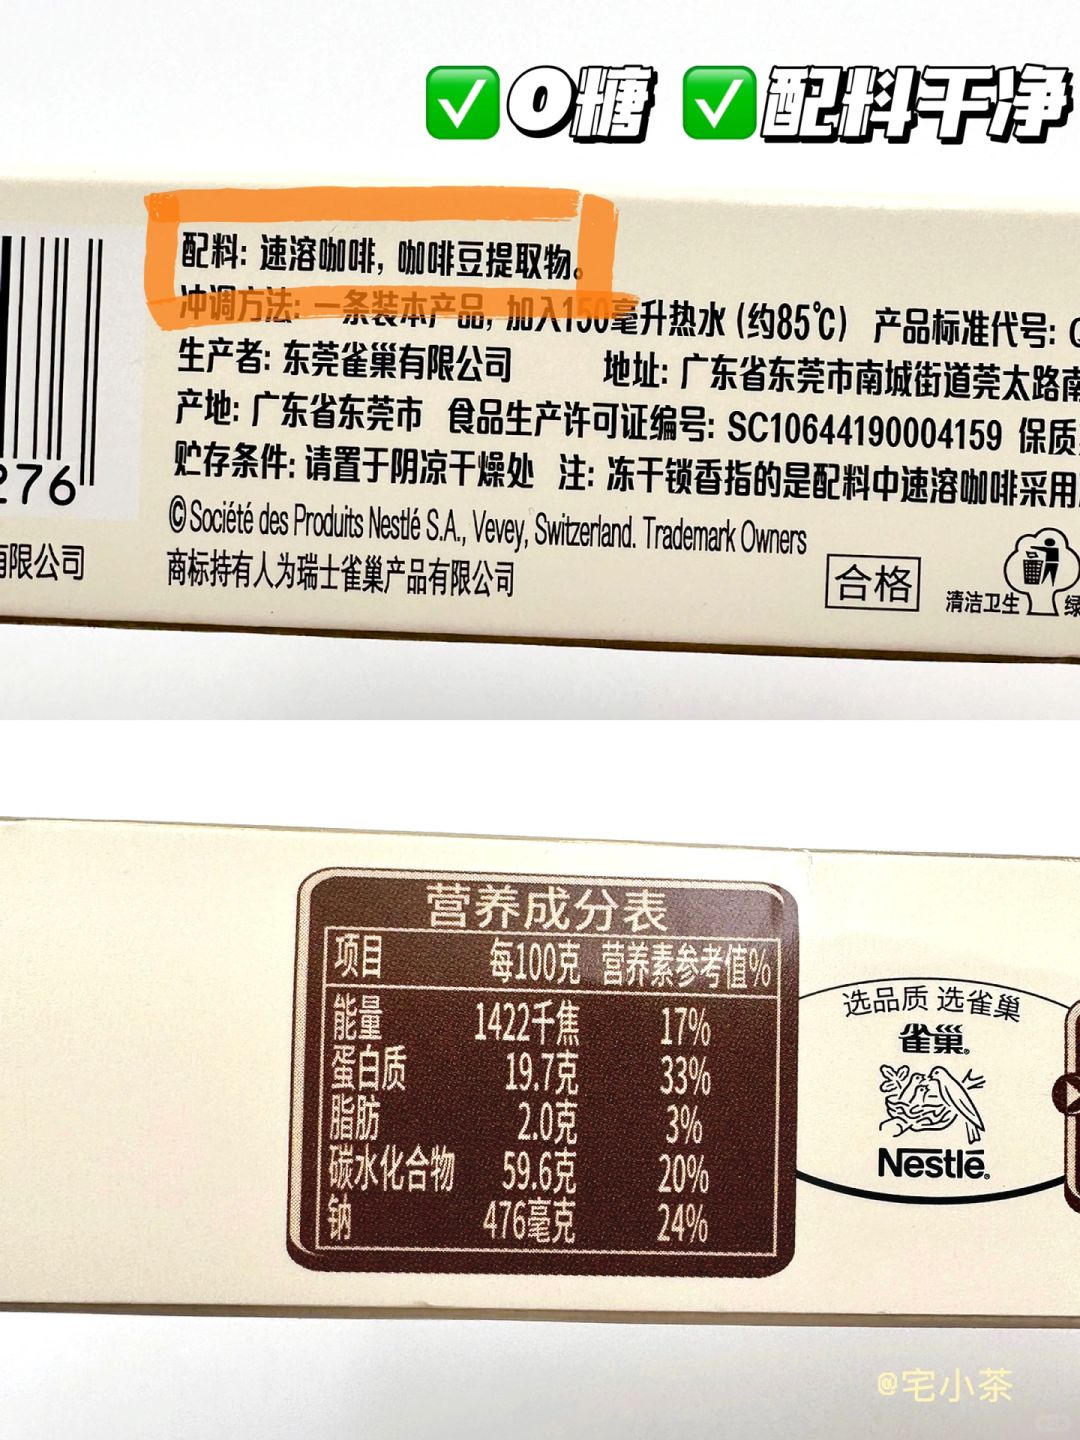 ✅0糖 ✅配料干净
配料: 速溶咖啡, 咖啡豆提取物。
冲调方法: 一条装本产品, 加入150毫升热水 (约85℃) 产品标准代号:
生产者: 东莞雀巢有限公司 地址: 广东省东莞市南城街道莞太路南
产地: 广东省东莞市 食品生产许可证编号: SC10644190004159 保质
贮存条件: 请置于阴凉干燥处 注: 冻干锁香指的是配料中速溶咖啡采用
276
©Société des Produits Nestlé S.A., Vevey, Switzerland. Trademark Owners
有限公司
商标持有人为瑞士雀巢产品有限公司
合格
清洁卫生
营养成分表
项目 每100克 营养素参考值%
能量 1422千焦 17%
蛋白质 19.7克 33%
脂肪 2.0克 3%
碳水化合物 59.6克 20%
钠 476毫克 24%
选品质 选雀巢
雀巢®
Nestlé®
@宅小茶